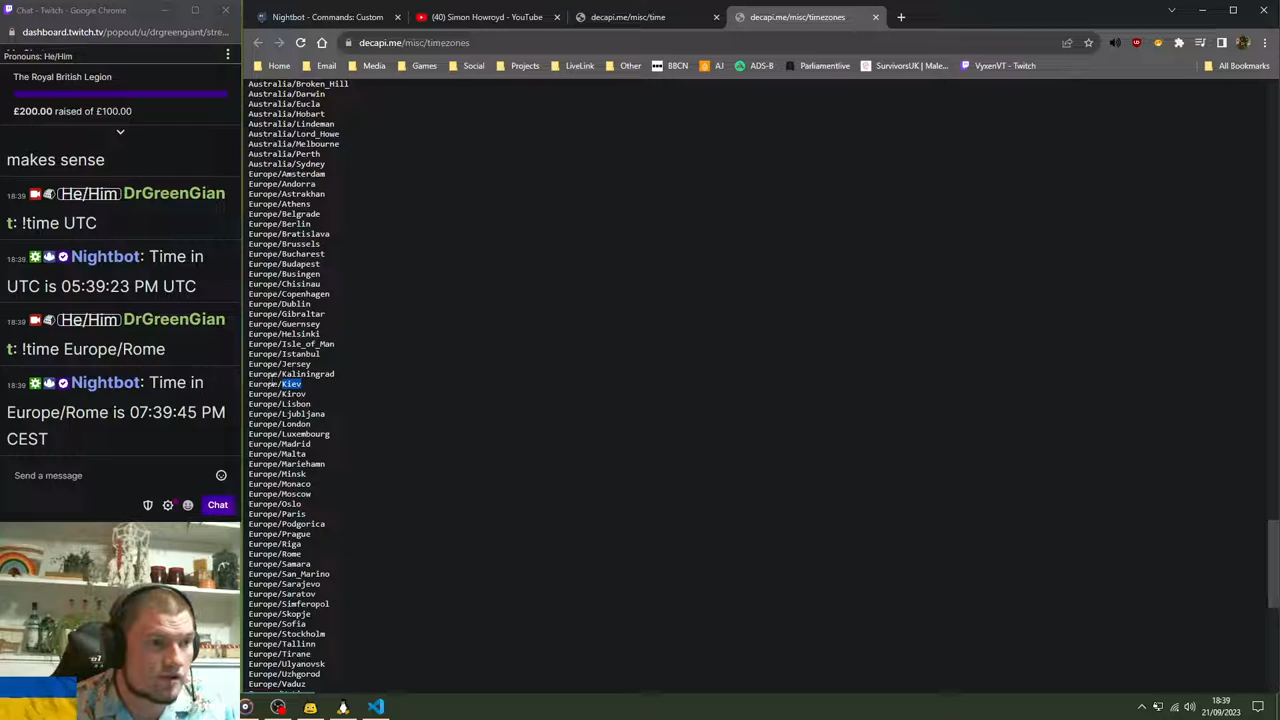 Chat - Twitch - Google Chrome
dashboard.twitch.tv/popout/u/drgreengiant/stre
Pronouns: He/Him
The Royal British Legion
£200.00 raised of £100.00
makes sense
18:39 He/Him DrGreenGian
t: !time UTC
18:39 Nightbot: Time in
UTC is 05:39:23 PM UTC
18:39 He/Him DrGreenGian
t: !time Europe/Rome
18:39 Nightbot: Time in
Europe/Rome is 07:39:45 PM
CEST
Send a message
Chat
Nightbot - Commands: Custom
(40) Simon Howroyd - YouTube
decapi.me/misc/time
decapi.me/misc/timezones
decapi.me/misc/timezones
Home
Email
Media
Games
Social
Projects
LiveLink
Other
BBCN
AJ
ADS-B
Parliamentlive
SurvivorsUK | Male...
VyxenVT - Twitch
All Bookmarks
Australia/Broken_Hill
Australia/Darwin
Australia/Eucla
Australia/Hobart
Australia/Lindeman
Australia/Lord_Howe
Australia/Melbourne
Australia/Perth
Australia/Sydney
Europe/Amsterdam
Europe/Andorra
Europe/Astrakhan
Europe/Athens
Europe/Belgrade
Europe/Berlin
Europe/Bratislava
Europe/Brussels
Europe/Bucharest
Europe/Budapest
Europe/Busingen
Europe/Chisinau
Europe/Copenhagen
Europe/Dublin
Europe/Gibraltar
Europe/Guernsey
Europe/Helsinki
Europe/Isle_of_Man
Europe/Istanbul
Europe/Jersey
Europe/Kaliningrad
Europe/Kiev
Europe/Kirov
Europe/Lisbon
Europe/Ljubljana
Europe/London
Europe/Luxembourg
Europe/Madrid
Europe/Malta
Europe/Mariehamn
Europe/Minsk
Europe/Monaco
Europe/Moscow
Europe/Oslo
Europe/Paris
Europe/Podgorica
Europe/Prague
Europe/Riga
Europe/Rome
Europe/Samara
Europe/San_Marino
Europe/Sarajevo
Europe/Saratov
Europe/Simferopol
Europe/Skopje
Europe/Sofia
Europe/Stockholm
Europe/Tallinn
Europe/Tirane
Europe/Ulyanovsk
Europe/Uzhgorod
Europe/Vaduz
18:39
21/09/2023